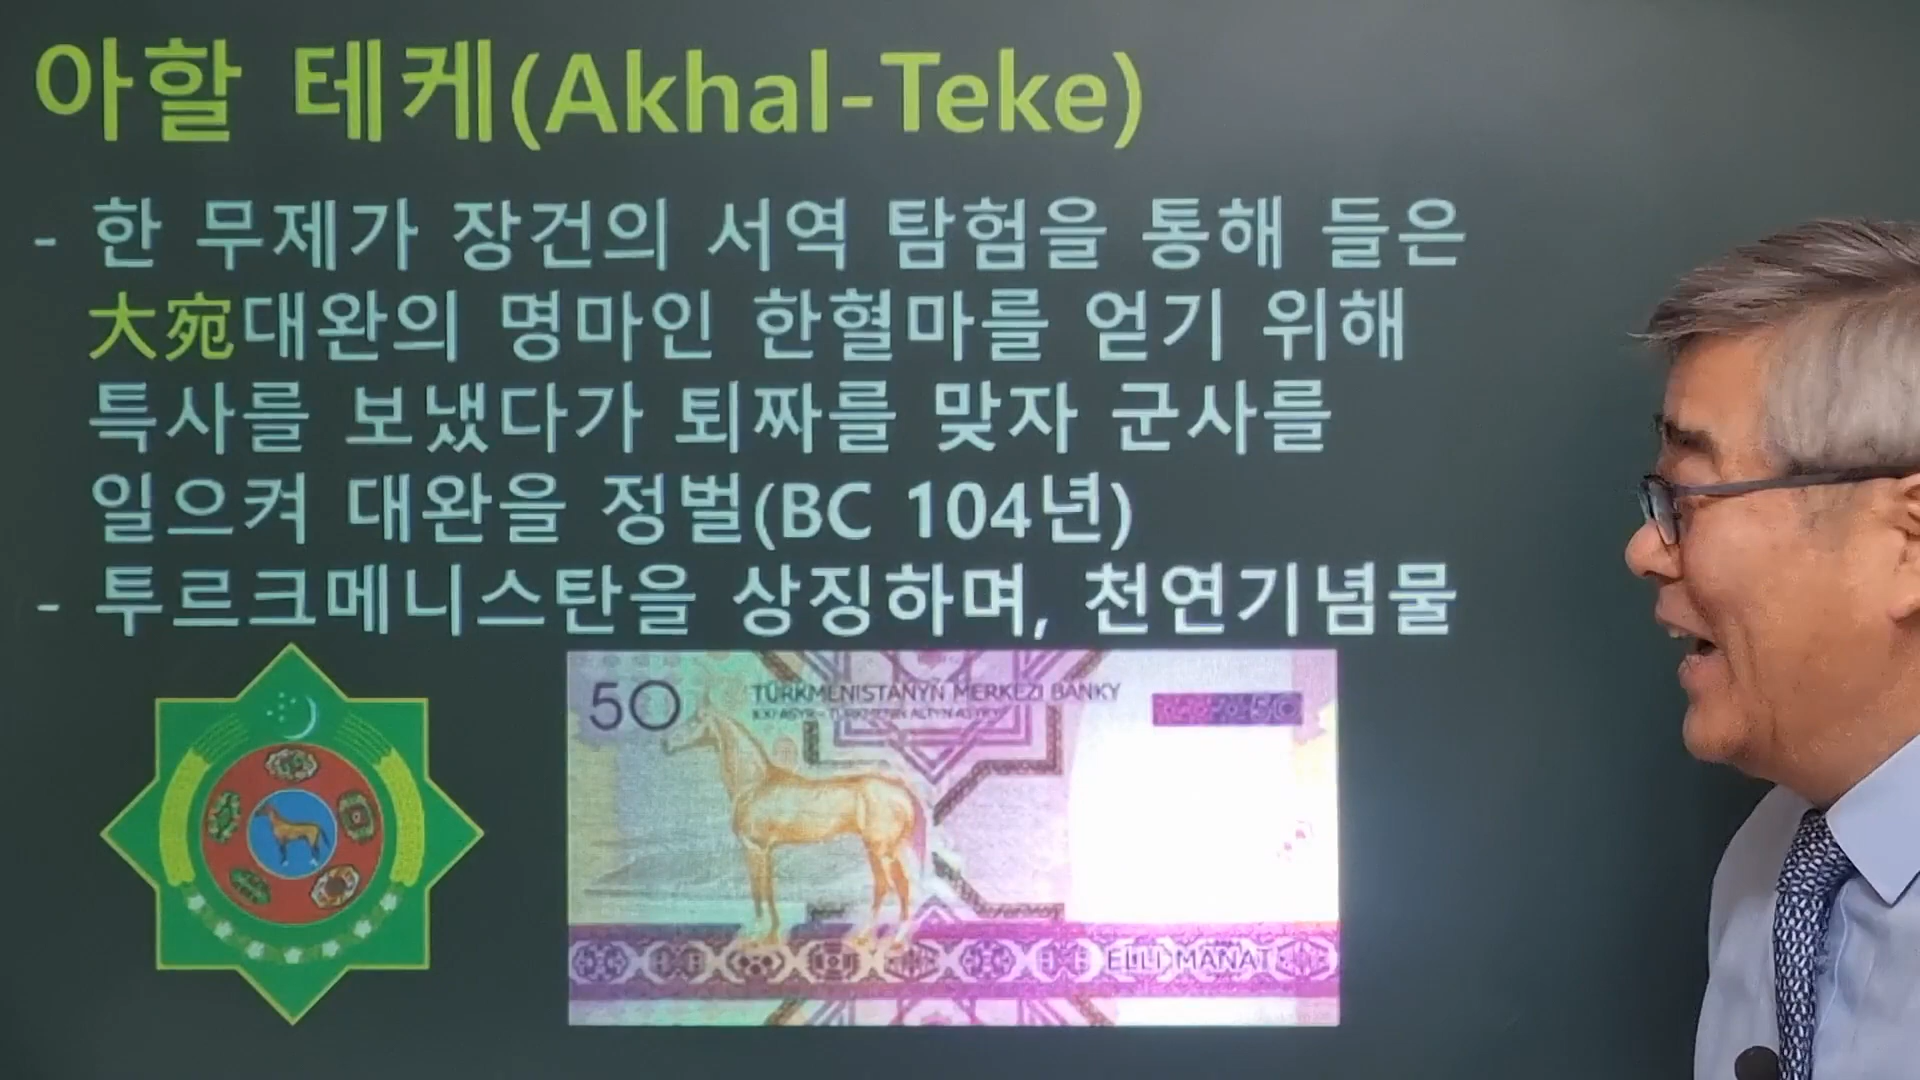 아할 테케(Akhal-Teke)
- 한 무제가 장건의 서역 탐험을 통해 들은
大宛대완의 명마인 한혈마를 얻기 위해
특사를 보냈다가 퇴짜를 맞자 군사를
일으켜 대완을 정벌(BC 104년)
- 투르크메니스탄을 상징하며, 천연기념물
50
TÜRKMENISTANYŇ MERKEZI BANKY
50
ELLI MANAT